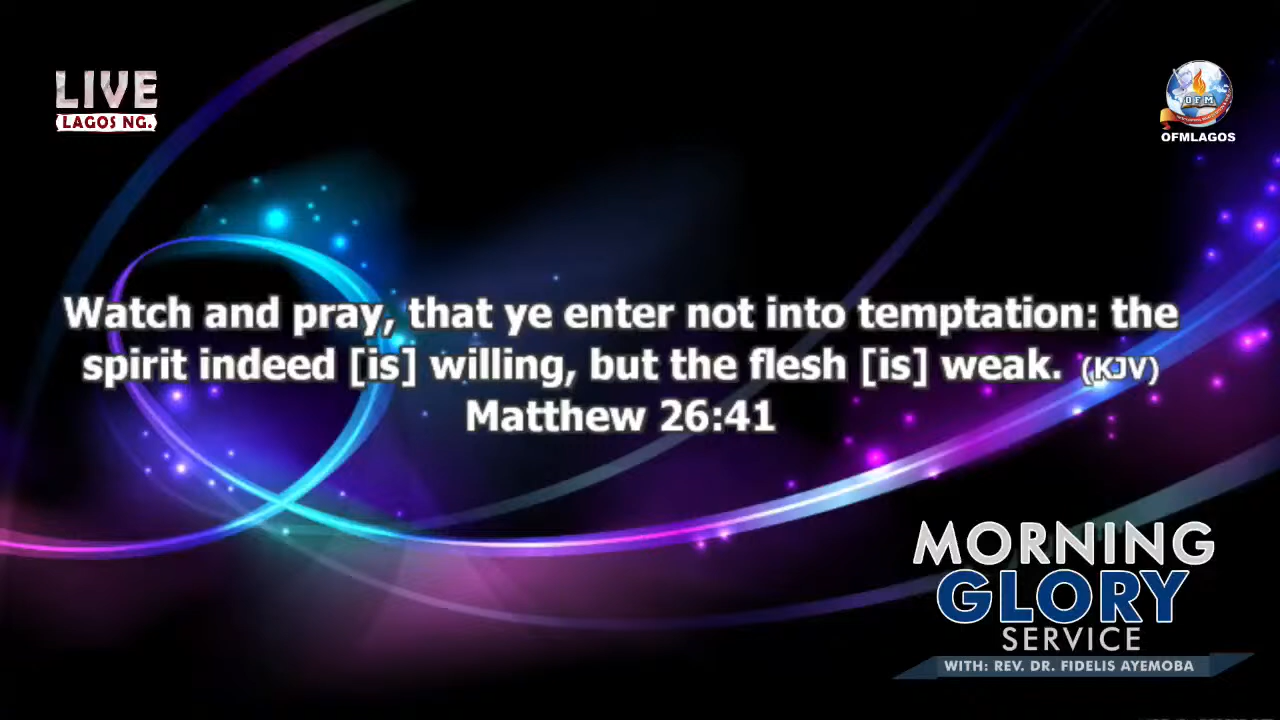 LIVE
LAGOS NG.
OFM
OFMLAGOS
Watch and pray, that ye enter not into temptation: the
spirit indeed [is] willing, but the flesh [is] weak. (KJV)
Matthew 26:41
MORNING
GLORY
SERVICE
WITH: REV. DR. FIDELIS AYEMOBA